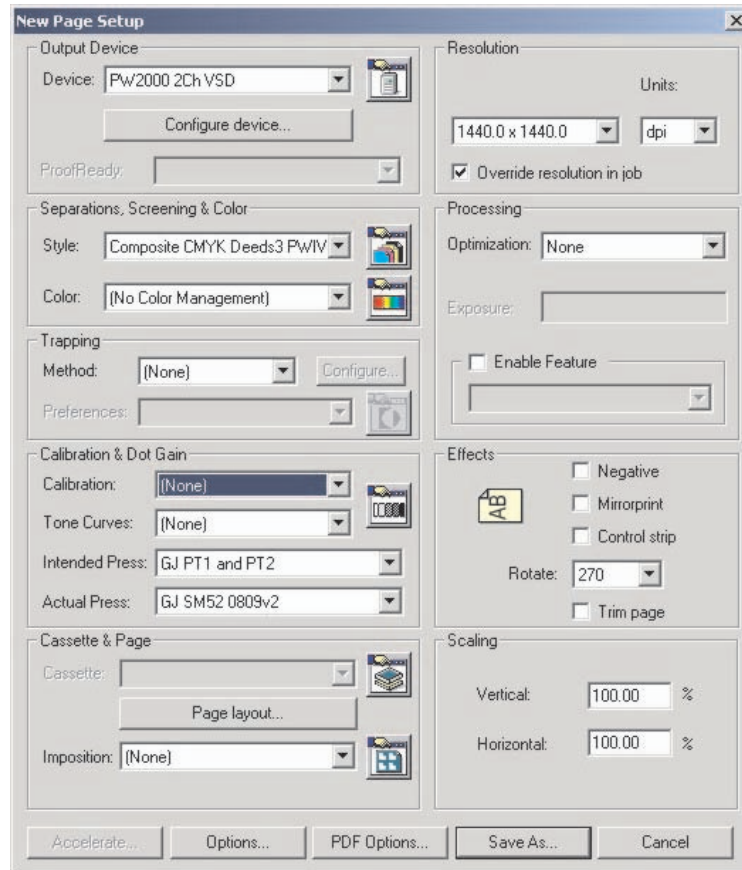 New Page Setup
Output Device
Device: PW2000 2Ch VSD
Configure device...
ProofReady:
Resolution
Units:
1440.0 x 1440.0 dpi
Override resolution in job
Separations, Screening & Color
Style: Composite CMYK Deeds3 PWIV
Color: (No Color Management)
Processing
Optimization: None
Exposure:
Enable Feature
Trapping
Method: (None) Configure...
Preferences:
Calibration & Dot Gain
Calibration: (None)
Tone Curves: (None)
Intended Press: GJ PT1 and PT2
Actual Press: GJ SM52 0809v2
Effects
AB
Negative
Mirrorprint
Control strip
Rotate: 270
Trim page
Cassette & Page
Cassette:
Page layout...
Imposition: (None)
Scaling
Vertical: 100.00 %
Horizontal: 100.00 %
Accelerate... Options... PDF Options... Save As... Cancel